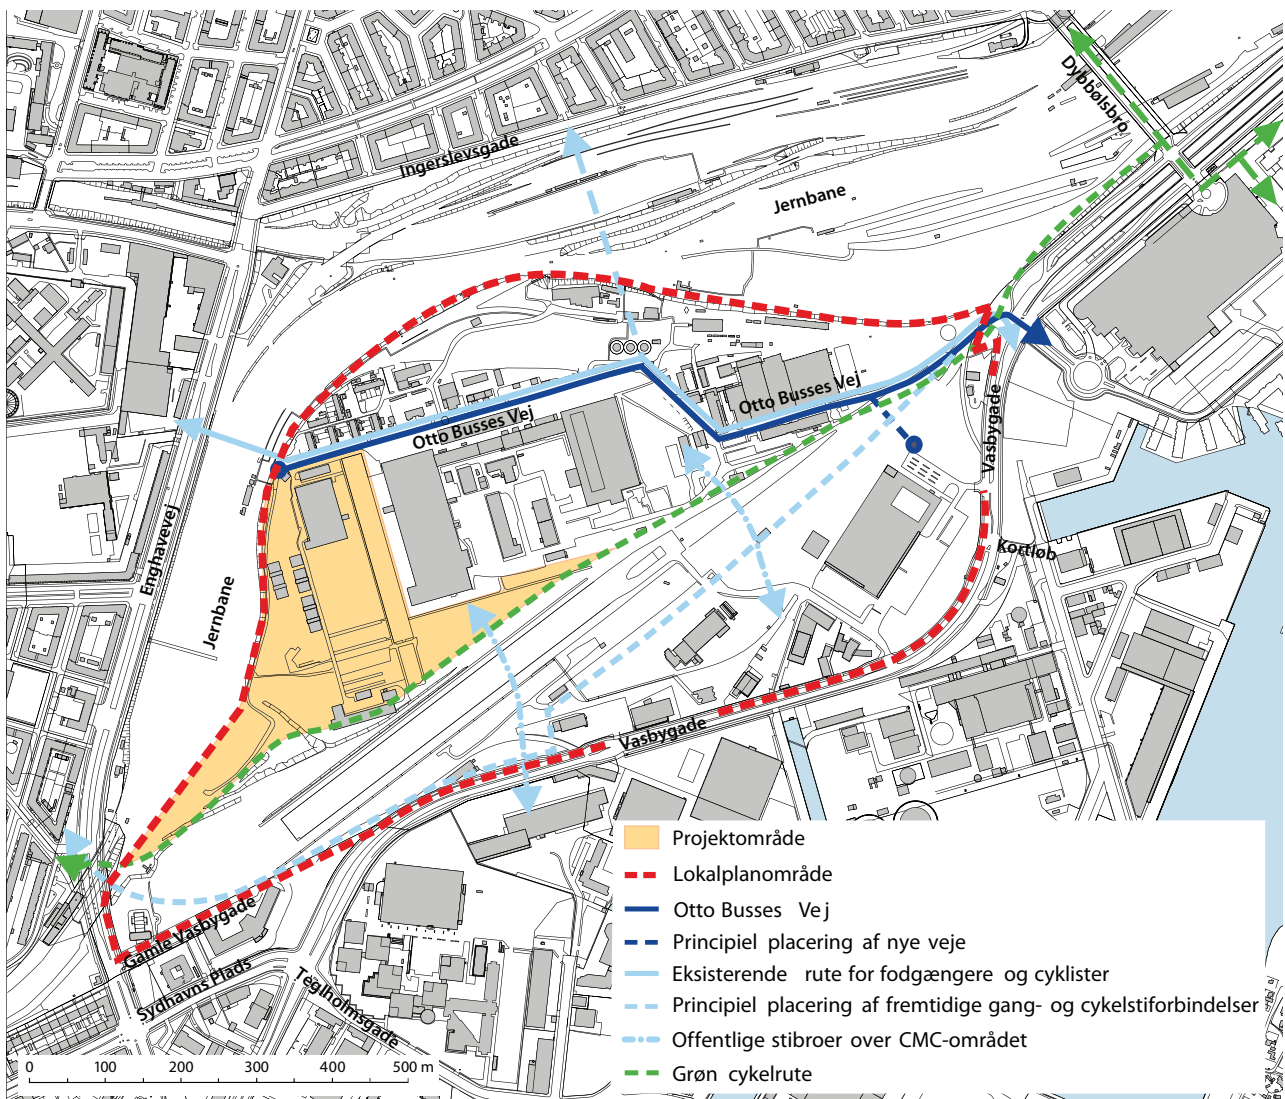 Dybbølsbro
Ingerslevsgade
Jernbane
Otto Busses Vej
Otto Busses Vej
Vasbygade
Enghavevej
Kortløb
Jernbane
Vasbygade
Gamle Vasbygade
Sydhavns Plads
Teglholmsgade
Projektområde
Lokalplanområde
Otto Busses Vej
Principiel placering af nye veje
Eksisterende rute for fodgængere og cyklister
Principiel placering af fremtidige gang- og cykelstiforbindelser
Offentlige stibroer over CMC-området
Grøn cykelrute
0 100 200 300 400 500 m